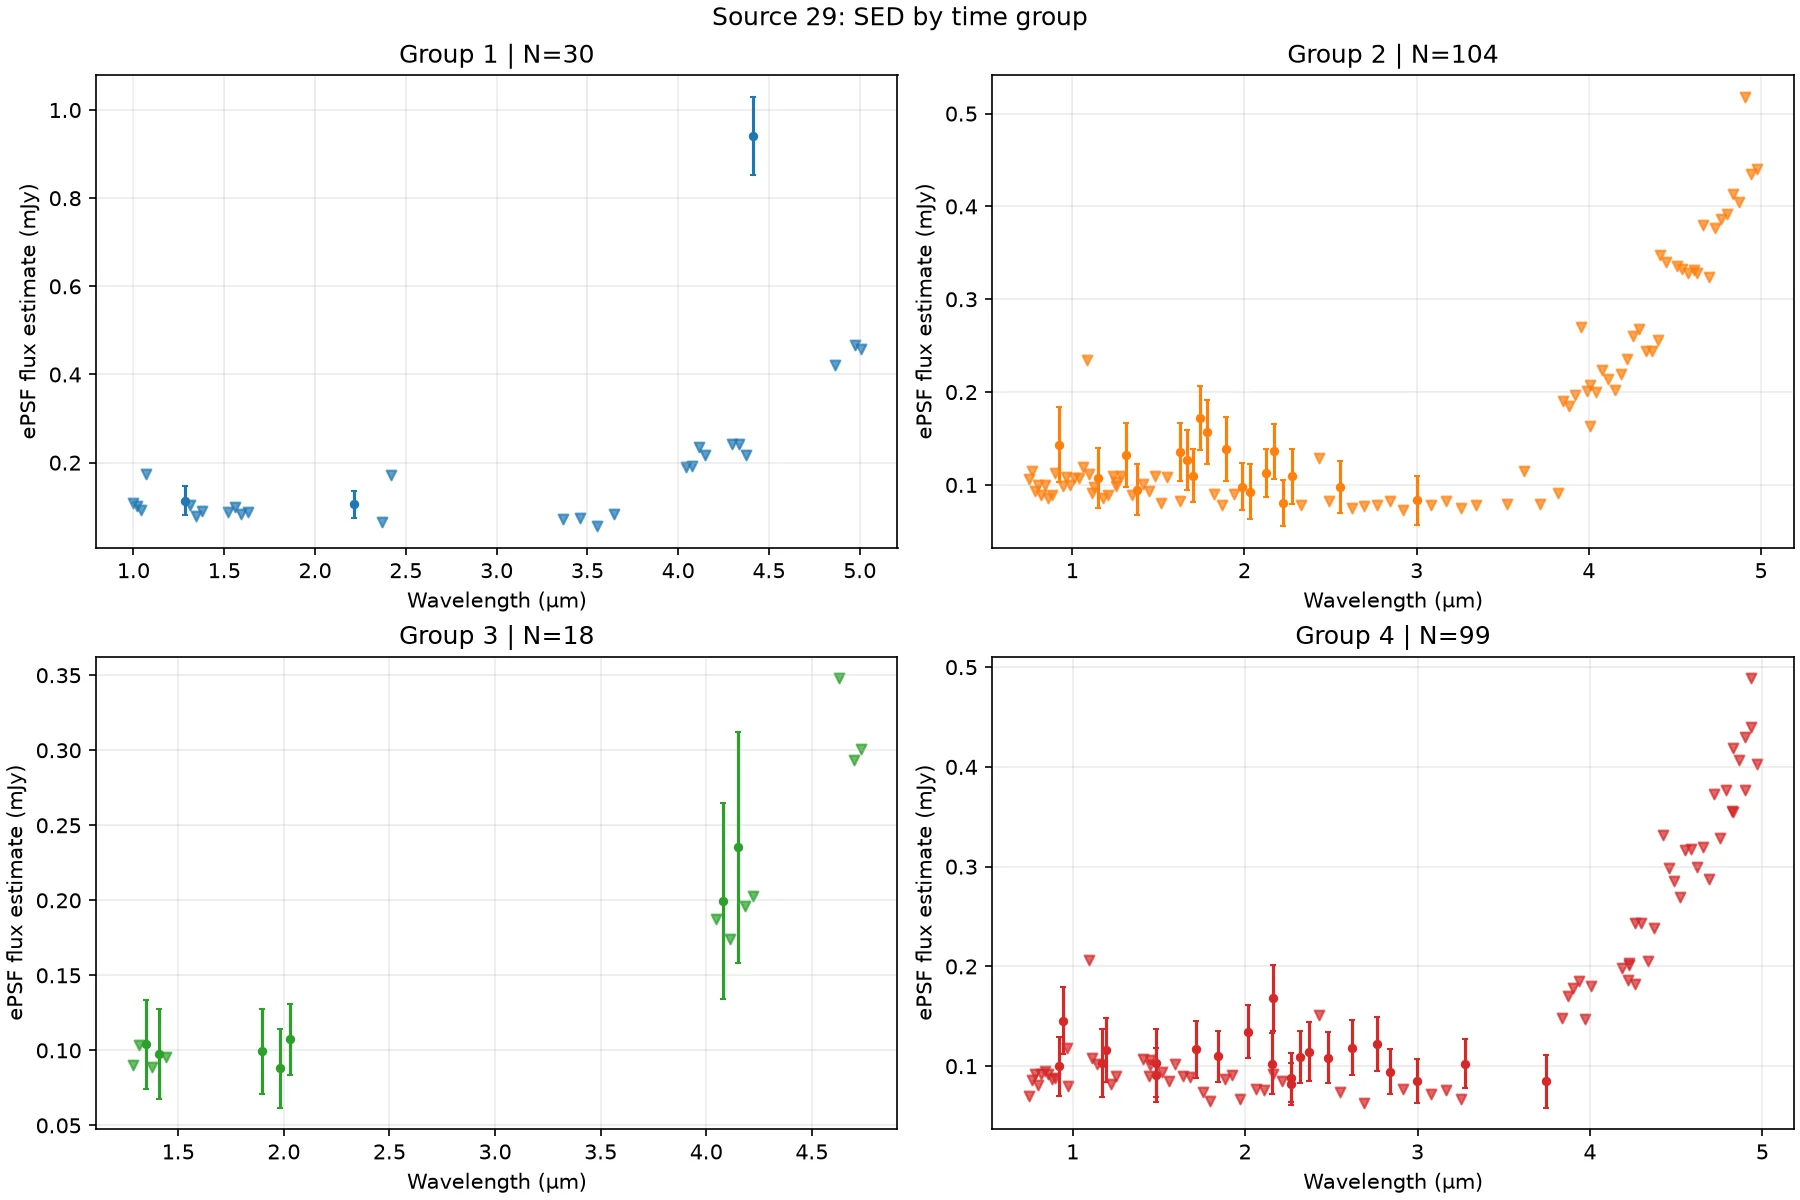 Source 29: SED by time group
Group 1 | N=30
1.0
0.8
0.6
0.4
0.2
ePSF flux estimate (mJy)
1.0 1.5 2.0 2.5 3.0 3.5 4.0 4.5 5.0
Wavelength (µm)
Group 2 | N=104
0.5
0.4
0.3
0.2
0.1
ePSF flux estimate (mJy)
1 2 3 4 5
Wavelength (µm)
Group 3 | N=18
0.35
0.30
0.25
0.20
0.15
0.10
0.05
ePSF flux estimate (mJy)
1.5 2.0 2.5 3.0 3.5 4.0 4.5
Wavelength (µm)
Group 4 | N=99
0.5
0.4
0.3
0.2
0.1
ePSF flux estimate (mJy)
1 2 3 4 5
Wavelength (µm)